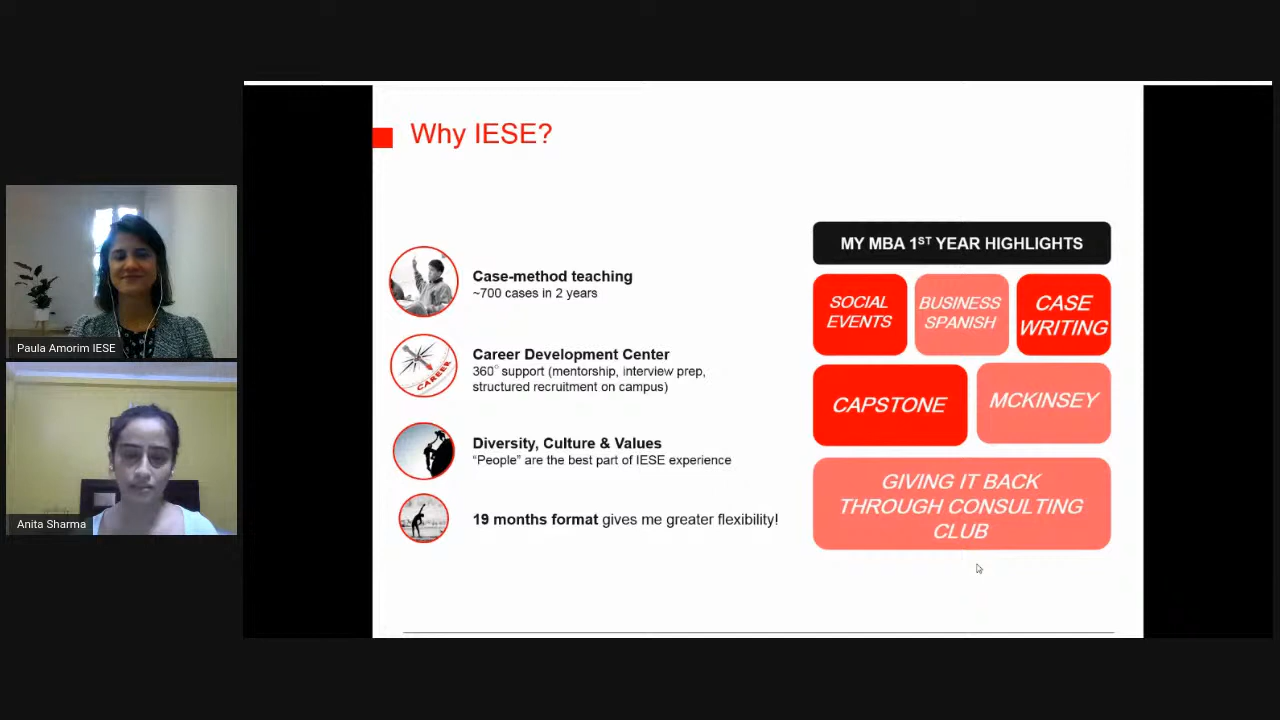 Why IESE?
Case-method teaching
~700 cases in 2 years
CAREER
Career Development Center
360° support (mentorship, interview prep,
structured recruitment on campus)
Diversity, Culture & Values
“People” are the best part of IESE experience
19 months format gives me greater flexibility!
MY MBA 1ST YEAR HIGHLIGHTS
SOCIAL
EVENTS
BUSINESS
SPANISH
CASE
WRITING
CAPSTONE
MCKINSEY
GIVING IT BACK
THROUGH CONSULTING
CLUB
Paula Amorim IESE
Anita Sharma